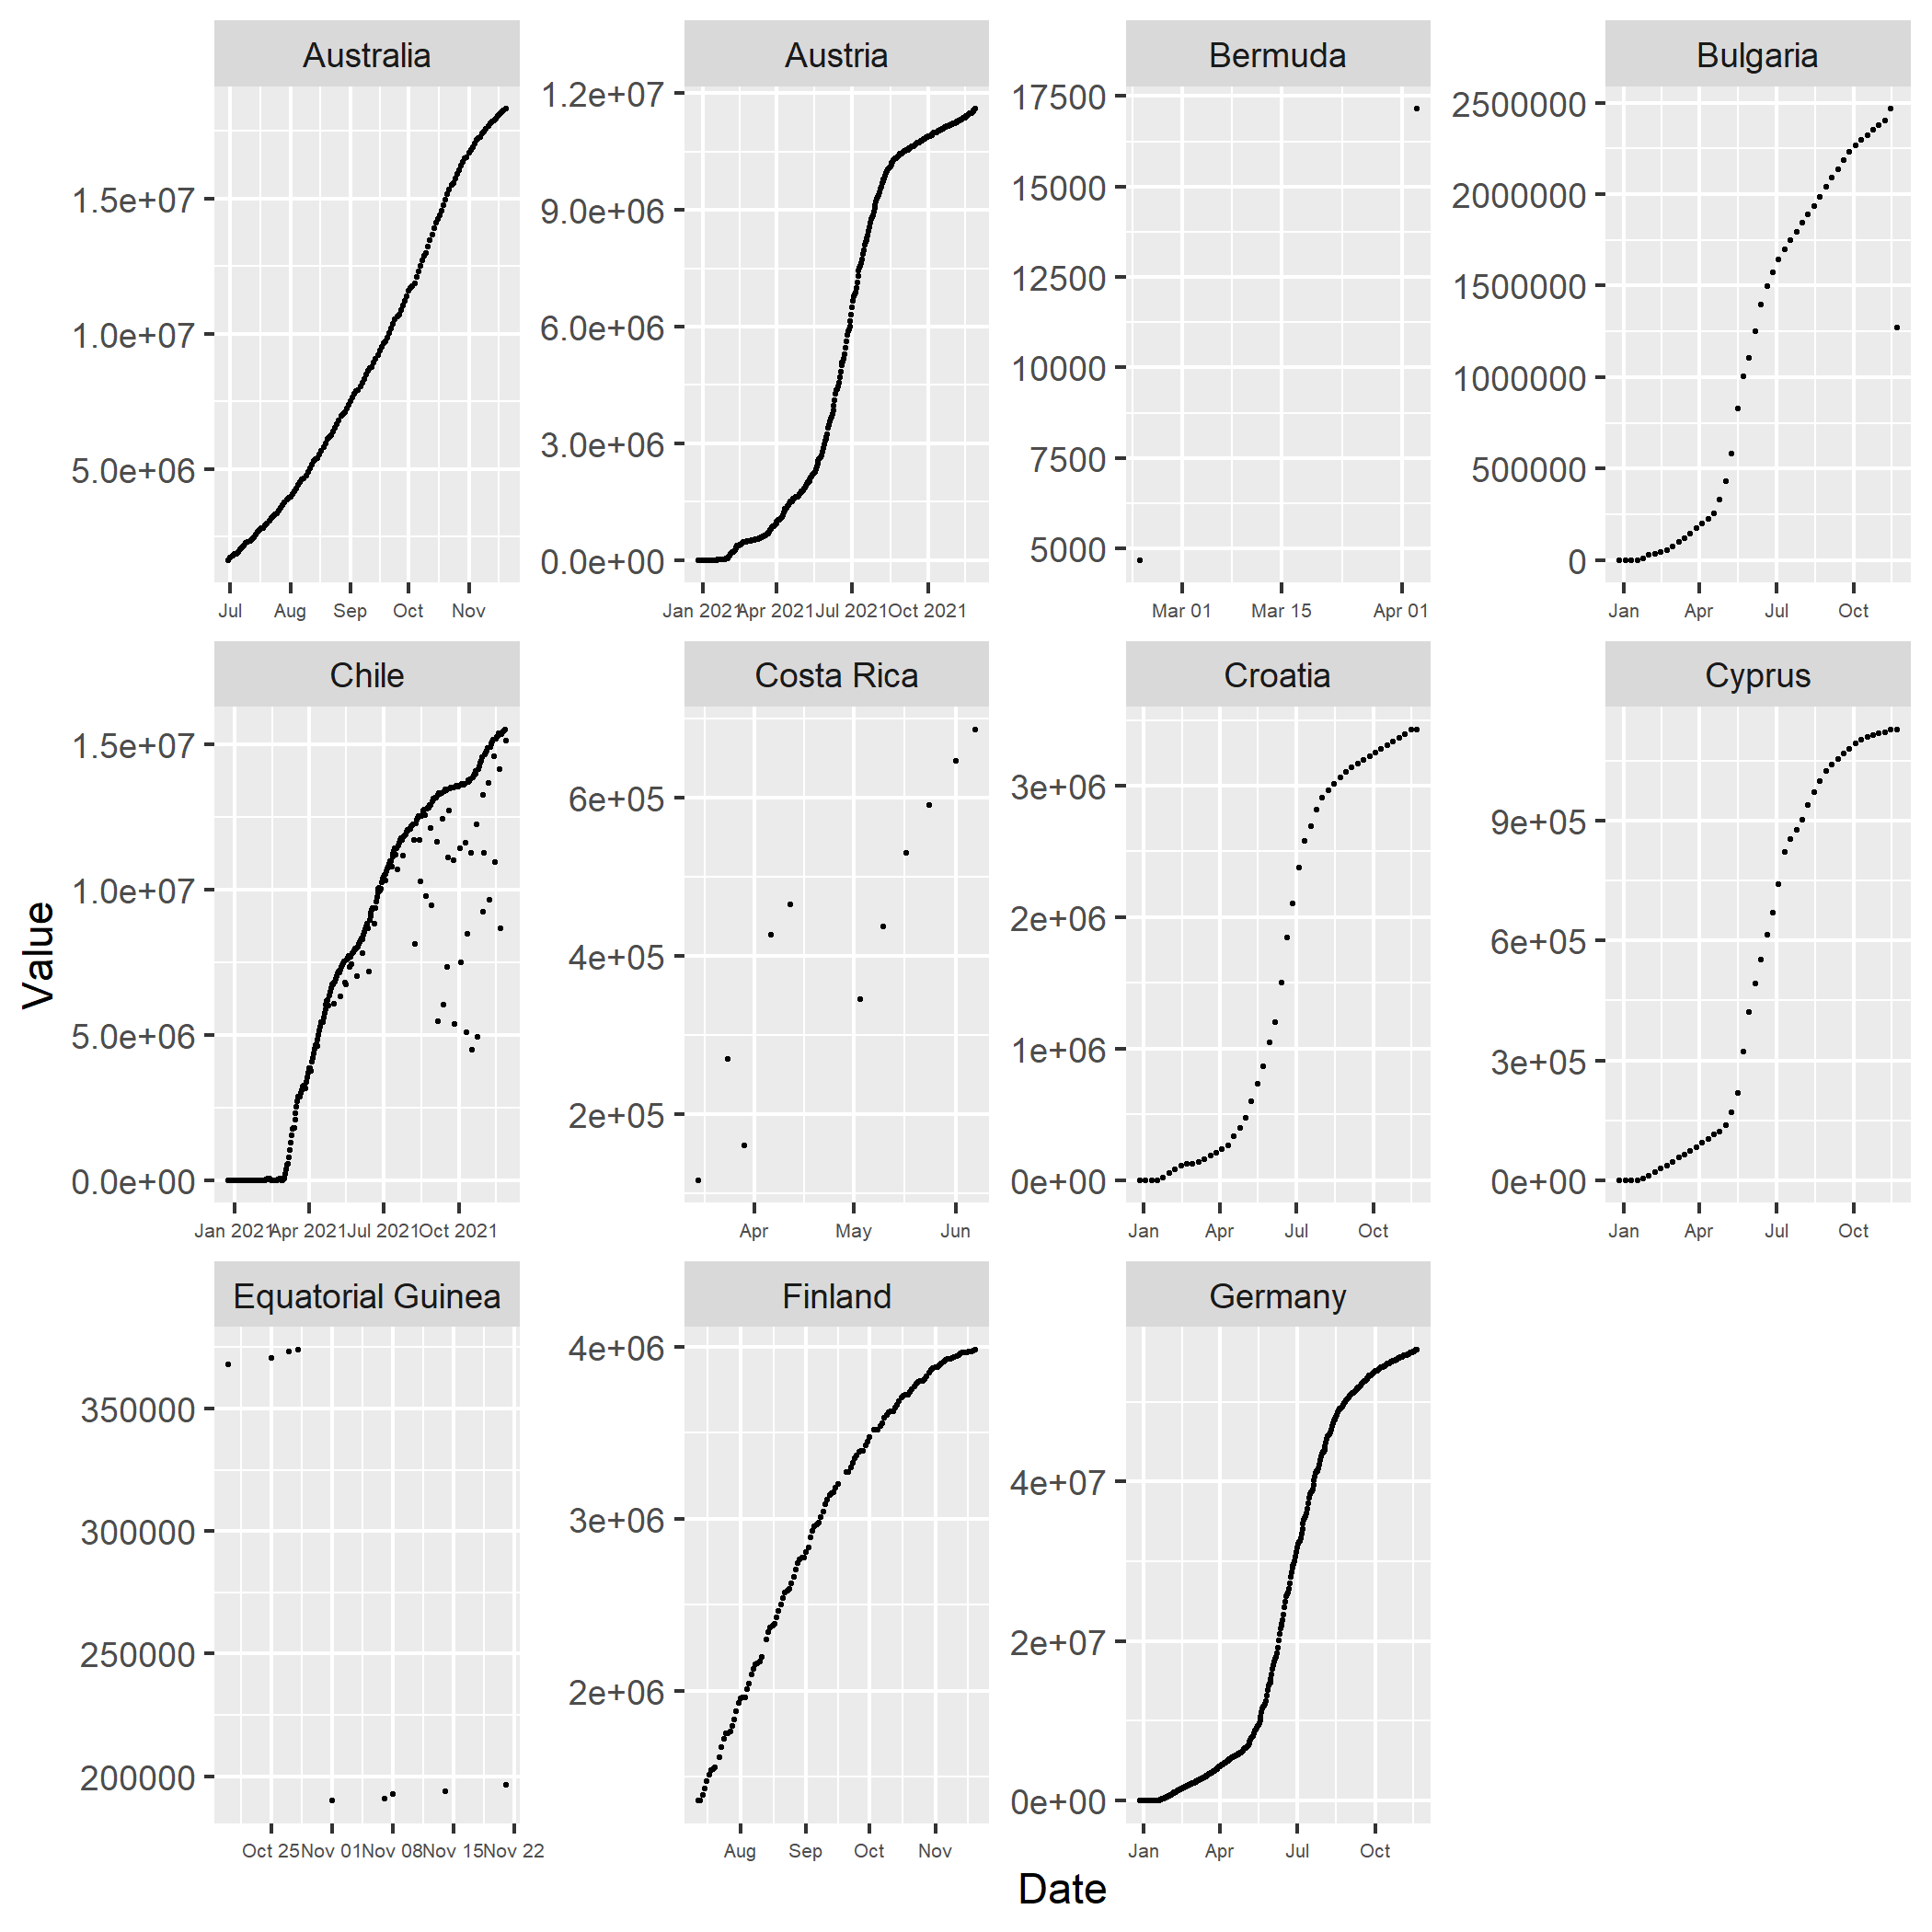 Australia
Austria
Bermuda
Bulgaria
1.5e+07
1.0e+07
5.0e+06
Jul Aug Sep Oct Nov
1.2e+07
9.0e+06
6.0e+06
3.0e+06
0.0e+00
Jan 2021 Apr 2021 Jul 2021 Oct 2021
17500
15000
12500
10000
7500
5000
Mar 01 Mar 15 Apr 01
2500000
2000000
1500000
1000000
500000
0
Jan Apr Jul Oct
Chile
Costa Rica
Croatia
Cyprus
1.5e+07
1.0e+07
5.0e+06
0.0e+00
Jan 2021 Apr 2021 Jul 2021 Oct 2021
6e+05
4e+05
2e+05
Apr May Jun
3e+06
2e+06
1e+06
0e+00
Jan Apr Jul Oct
9e+05
6e+05
3e+05
0e+00
Jan Apr Jul Oct
Equatorial Guinea
Finland
Germany
350000
300000
250000
200000
Oct 25 Nov 01 Nov 08 Nov 15 Nov 22
4e+06
3e+06
2e+06
Aug Sep Oct Nov
4e+07
2e+07
0e+00
Jan Apr Jul Oct
Value
Date